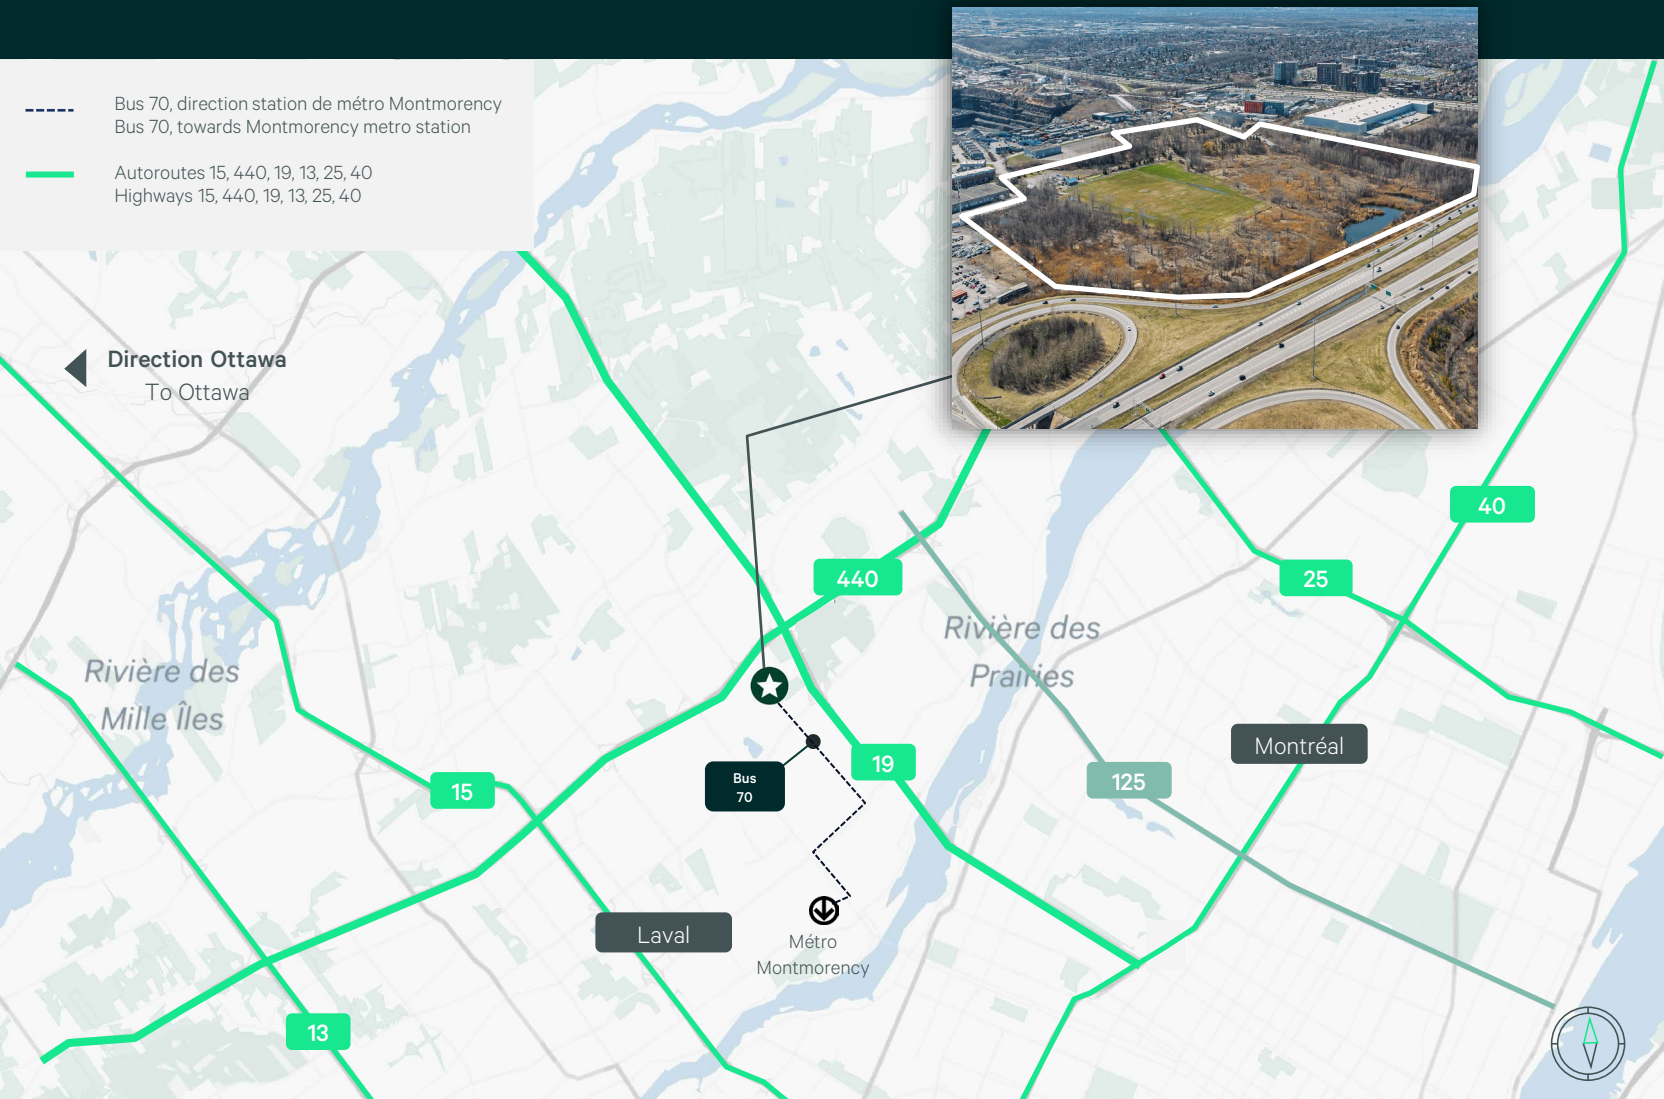 Bus 70, direction station de métro Montmorency
Bus 70, towards Montmorency metro station
Autoroutes 15, 440, 19, 13, 25, 40
Highways 15, 440, 19, 13, 25, 40
Direction Ottawa
To Ottawa
40
440
25
Rivière des
Prairies
Rivière des
Mille Îles
Montréal
19
125
Bus
70
15
Laval
Métro
Montmorency
13